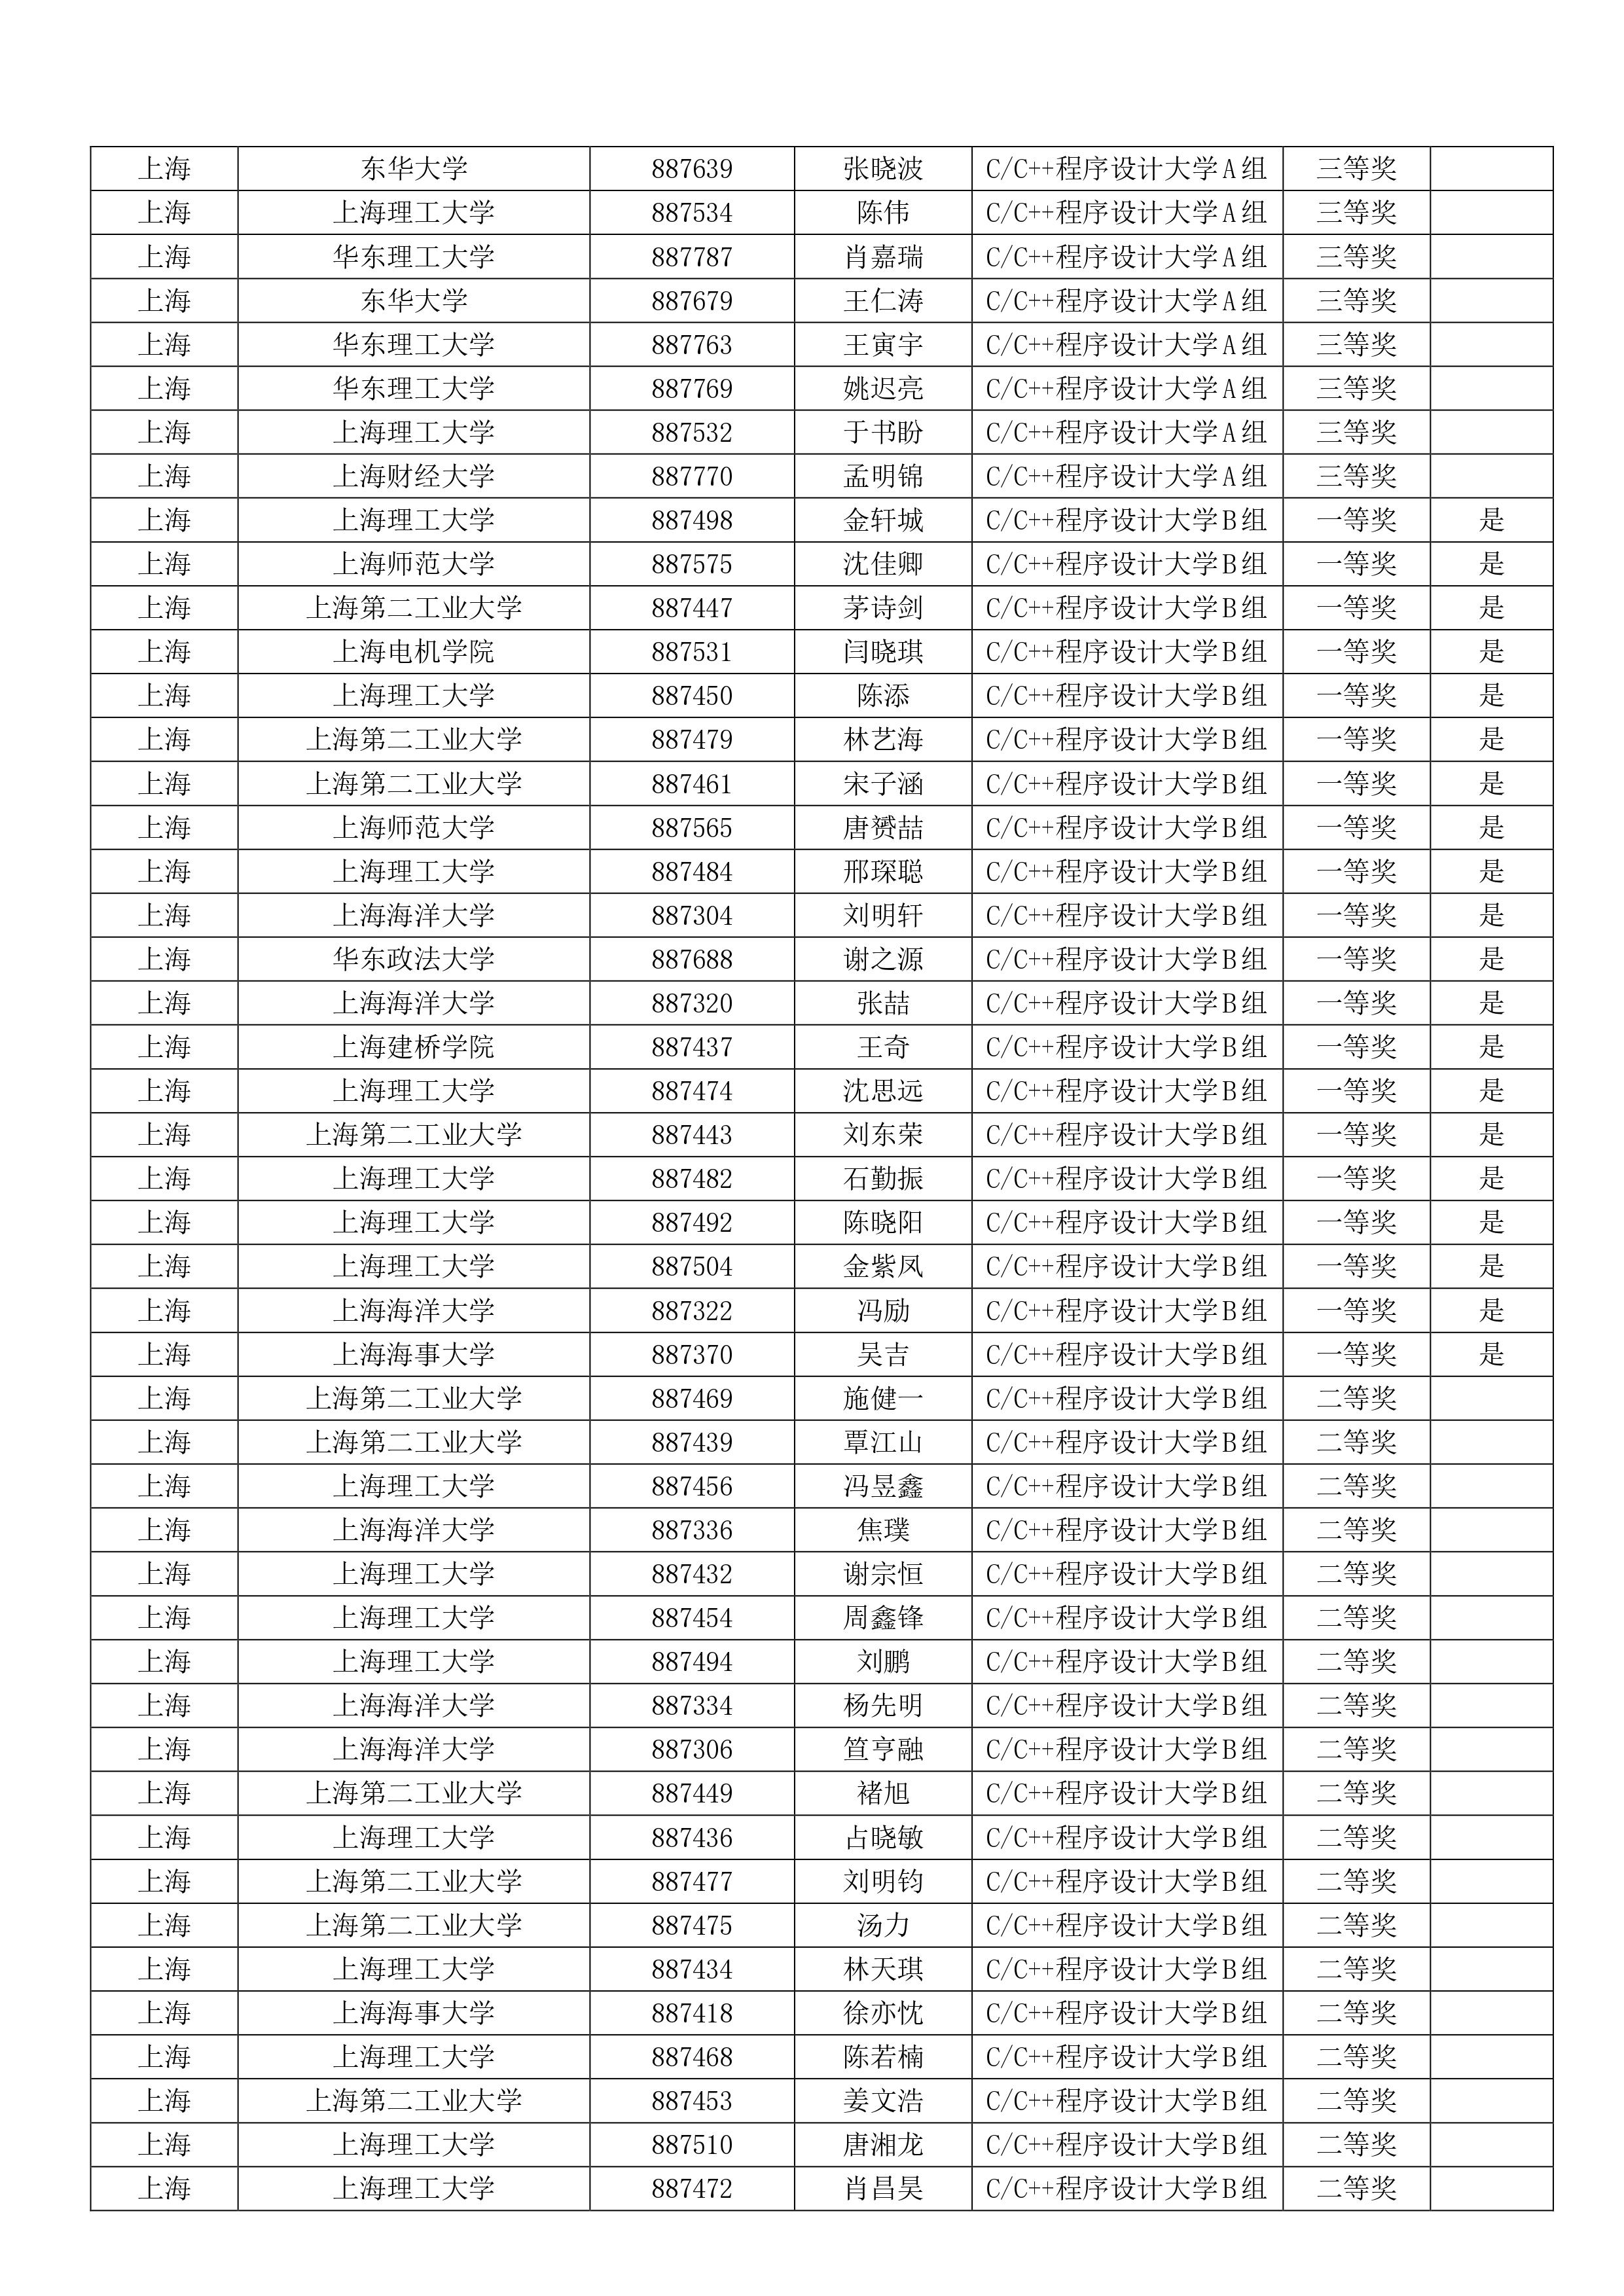 上海 东华大学 887639 张晓波 C/C++程序设计大学A组 三等奖
上海 上海理工大学 887534 陈伟 C/C++程序设计大学A组 三等奖
上海 华东理工大学 887787 肖嘉瑞 C/C++程序设计大学A组 三等奖
上海 东华大学 887679 王仁涛 C/C++程序设计大学A组 三等奖
上海 华东理工大学 887763 王寅宇 C/C++程序设计大学A组 三等奖
上海 华东理工大学 887769 姚迟亮 C/C++程序设计大学A组 三等奖
上海 上海理工大学 887532 于书盼 C/C++程序设计大学A组 三等奖
上海 上海财经大学 887770 孟明锦 C/C++程序设计大学A组 三等奖
上海 上海理工大学 887498 金轩城 C/C++程序设计大学B组 一等奖 是
上海 上海师范大学 887575 沈佳卿 C/C++程序设计大学B组 一等奖 是
上海 上海第二工业大学 887447 茅诗剑 C/C++程序设计大学B组 一等奖 是
上海 上海电机学院 887531 闫晓琪 C/C++程序设计大学B组 一等奖 是
上海 上海理工大学 887450 陈添 C/C++程序设计大学B组 一等奖 是
上海 上海第二工业大学 887479 林艺海 C/C++程序设计大学B组 一等奖 是
上海 上海第二工业大学 887461 宋子涵 C/C++程序设计大学B组 一等奖 是
上海 上海师范大学 887565 唐赟喆 C/C++程序设计大学B组 一等奖 是
上海 上海理工大学 887484 邢琛聪 C/C++程序设计大学B组 一等奖 是
上海 上海海洋大学 887304 刘明轩 C/C++程序设计大学B组 一等奖 是
上海 华东政法大学 887688 谢之源 C/C++程序设计大学B组 一等奖 是
上海 上海海洋大学 887320 张喆 C/C++程序设计大学B组 一等奖 是
上海 上海建桥学院 887437 王奇 C/C++程序设计大学B组 一等奖 是
上海 上海理工大学 887474 沈思远 C/C++程序设计大学B组 一等奖 是
上海 上海第二工业大学 887443 刘东荣 C/C++程序设计大学B组 一等奖 是
上海 上海理工大学 887482 石勤振 C/C++程序设计大学B组 一等奖 是
上海 上海理工大学 887492 陈晓阳 C/C++程序设计大学B组 一等奖 是
上海 上海理工大学 887504 金紫凤 C/C++程序设计大学B组 一等奖 是
上海 上海海洋大学 887322 冯励 C/C++程序设计大学B组 一等奖 是
上海 上海海事大学 887370 吴吉 C/C++程序设计大学B组 一等奖 是
上海 上海第二工业大学 887469 施健一 C/C++程序设计大学B组 二等奖
上海 上海第二工业大学 887439 覃江山 C/C++程序设计大学B组 二等奖
上海 上海理工大学 887456 冯昱鑫 C/C++程序设计大学B组 二等奖
上海 上海海洋大学 887336 焦璞 C/C++程序设计大学B组 二等奖
上海 上海理工大学 887432 谢宗恒 C/C++程序设计大学B组 二等奖
上海 上海理工大学 887454 周鑫锋 C/C++程序设计大学B组 二等奖
上海 上海理工大学 887494 刘鹏 C/C++程序设计大学B组 二等奖
上海 上海海洋大学 887334 杨先明 C/C++程序设计大学B组 二等奖
上海 上海海洋大学 887306 笪亨融 C/C++程序设计大学B组 二等奖
上海 上海第二工业大学 887449 褚旭 C/C++程序设计大学B组 二等奖
上海 上海理工大学 887436 占晓敏 C/C++程序设计大学B组 二等奖
上海 上海第二工业大学 887477 刘明钧 C/C++程序设计大学B组 二等奖
上海 上海第二工业大学 887475 汤力 C/C++程序设计大学B组 二等奖
上海 上海理工大学 887434 林天琪 C/C++程序设计大学B组 二等奖
上海 上海海事大学 887418 徐亦忱 C/C++程序设计大学B组 二等奖
上海 上海理工大学 887468 陈若楠 C/C++程序设计大学B组 二等奖
上海 上海第二工业大学 887453 姜文浩 C/C++程序设计大学B组 二等奖
上海 上海理工大学 887510 唐湘龙 C/C++程序设计大学B组 二等奖
上海 上海理工大学 887472 肖昌昊 C/C++程序设计大学B组 二等奖